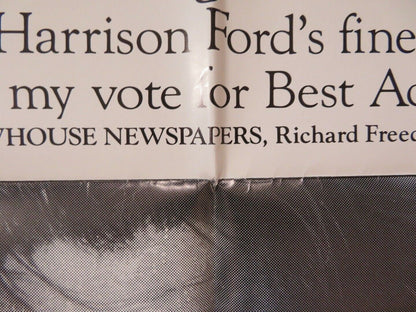 Harrison Ford's fine
my vote for Best Ac
WHOUSE NEWSPAPERS, Richard Freed